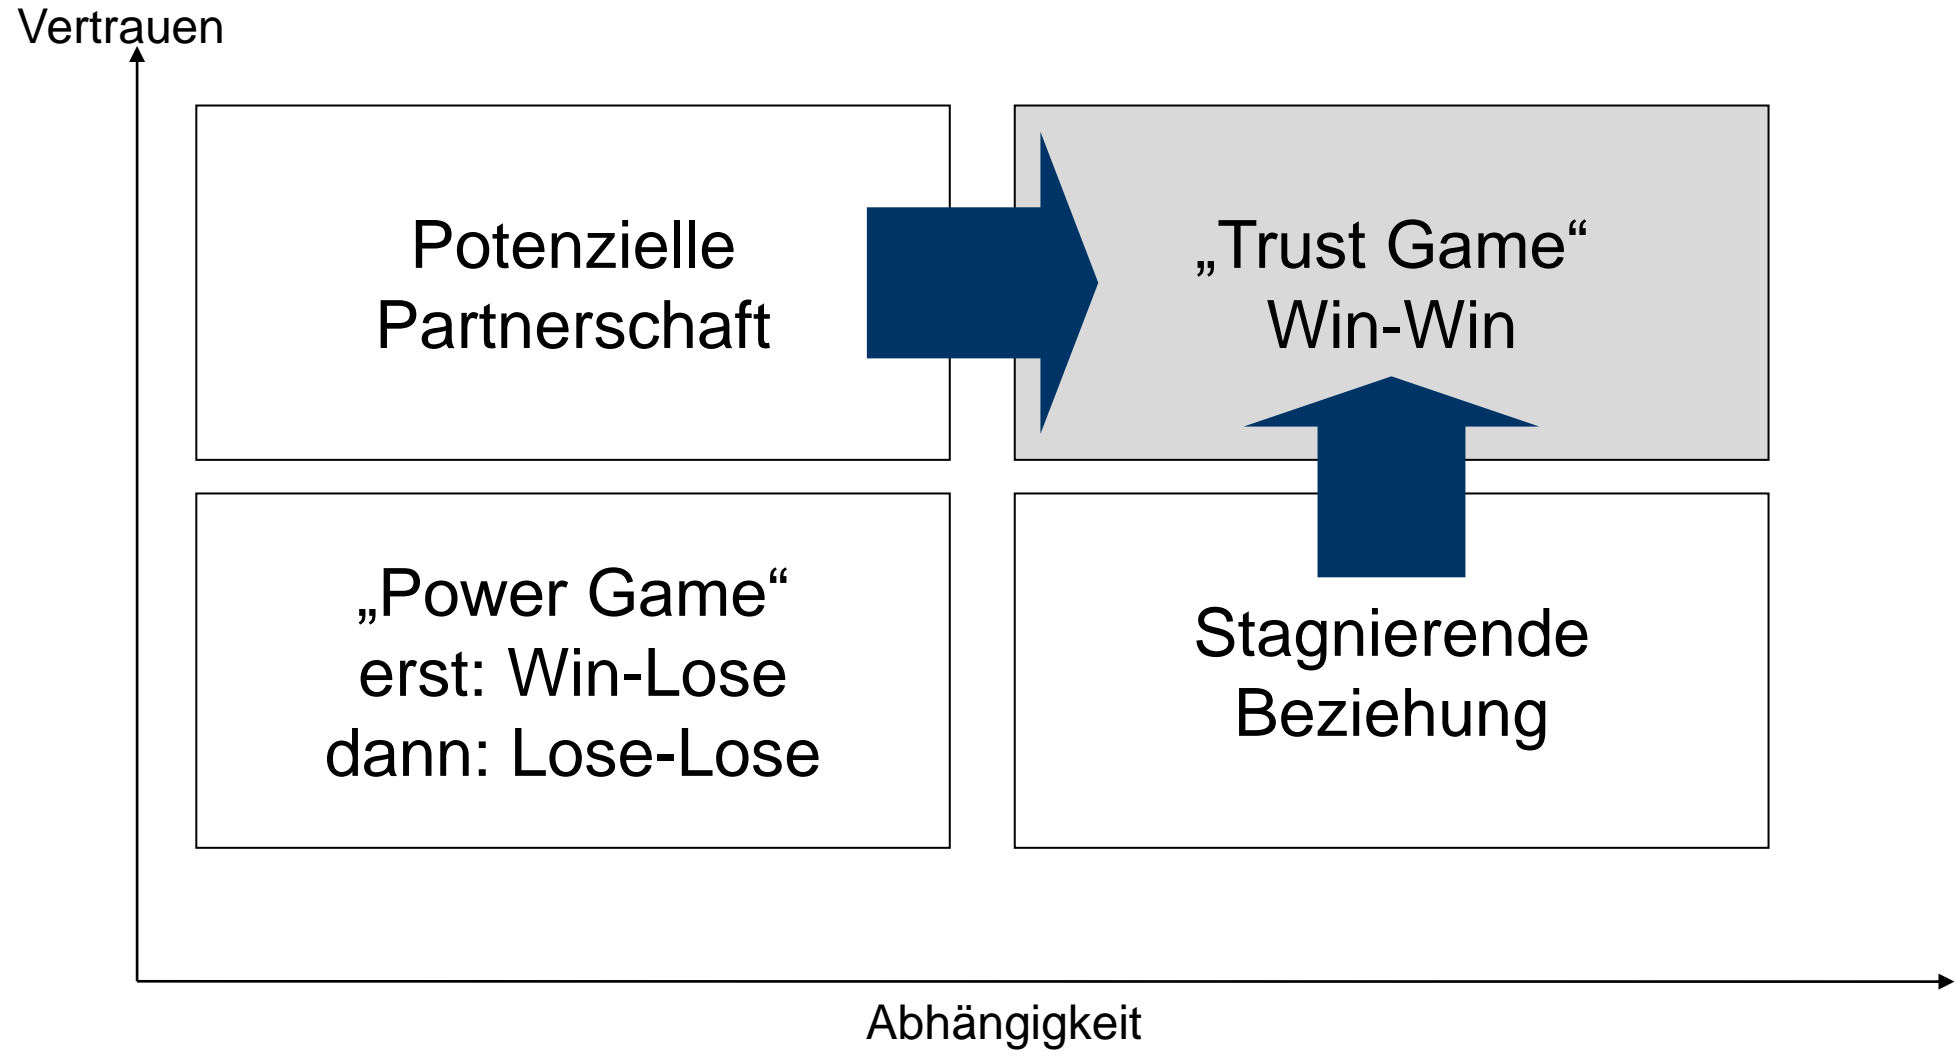 Vertrauen
Potenzielle
Partnerschaft
„Trust Game“
Win-Win
„Power Game“
erst: Win-Lose
dann: Lose-Lose
Stagnierende
Beziehung
Abhängigkeit